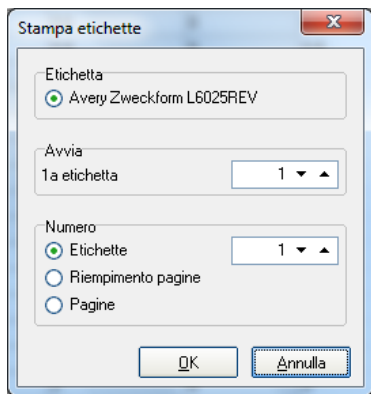 Stampa etichette
Etichetta
Avery Zweckform L6025REV
Avvia
1a etichetta 1
Numero
Etichette 1
Riempimento pagine
Pagine
OK Annulla